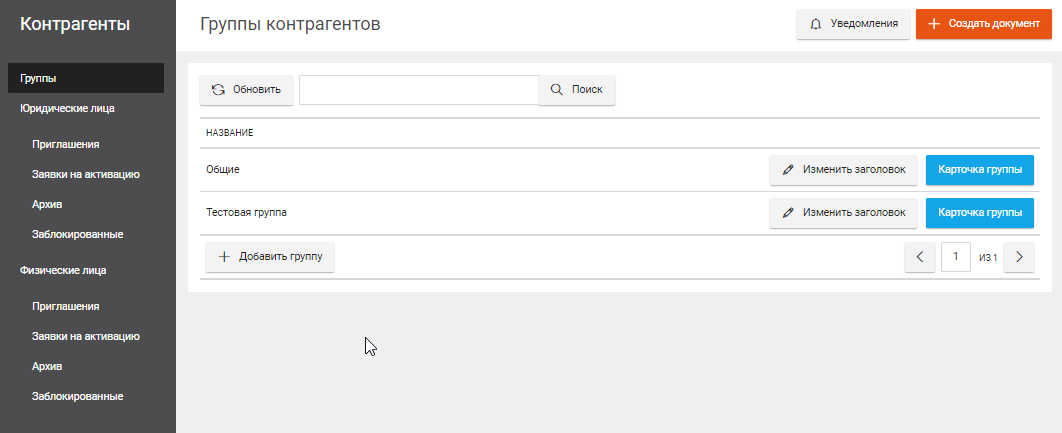 Контрагенты
Группы
Юридические лица
Приглашения
Заявки на активацию
Архив
Заблокированные
Физические лица
Приглашения
Заявки на активацию
Архив
Заблокированные
Группы контрагентов
Уведомления
Создать документ
Обновить
Поиск
НАЗВАНИЕ
Общие
Изменить заголовок
Карточка группы
Тестовая группа
Изменить заголовок
Карточка группы
Добавить группу
1
ИЗ 1